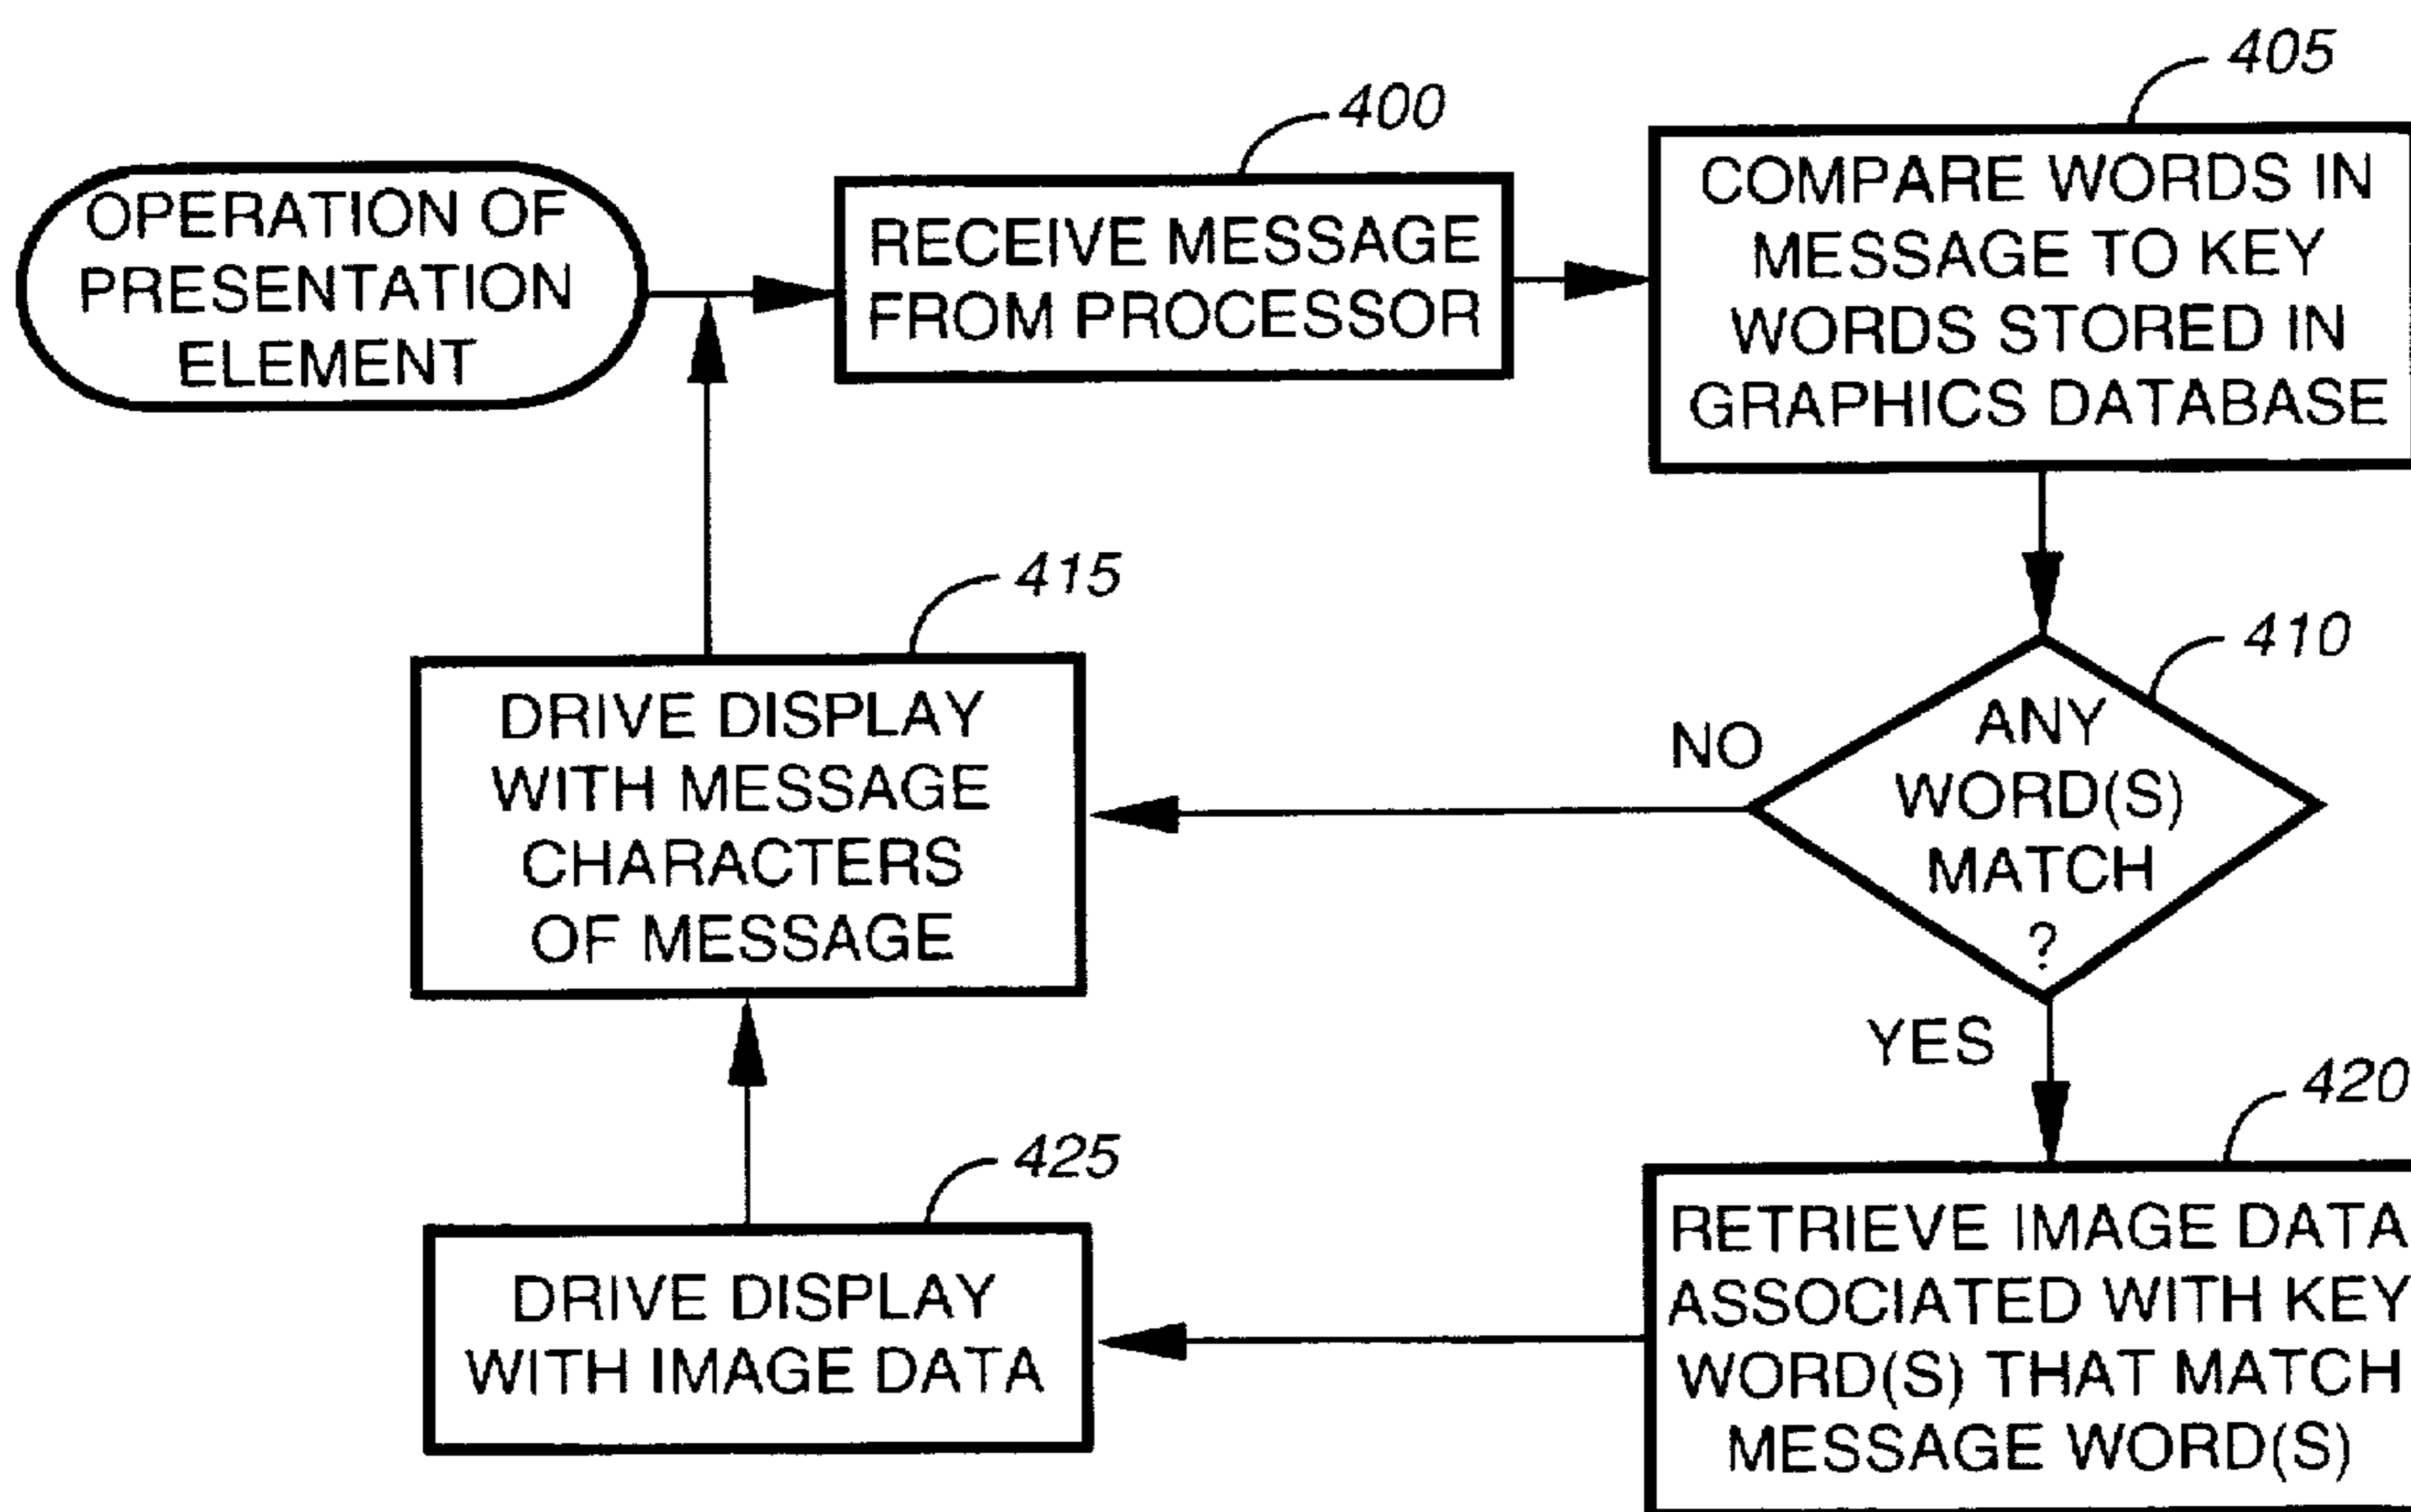 OPERATION OF
PRESENTATION
ELEMENT
400
RECEIVE MESSAGE
FROM PROCESSOR
405
COMPARE WORDS IN
MESSAGE TO KEY
WORDS STORED IN
GRAPHICS DATABASE
410
ANY
WORD(S)
MATCH
?
NO
YES
415
DRIVE DISPLAY
WITH MESSAGE
CHARACTERS
OF MESSAGE
420
RETRIEVE IMAGE DATA
ASSOCIATED WITH KEY
WORD(S) THAT MATCH
MESSAGE WORD(S)
425
DRIVE DISPLAY
WITH IMAGE DATA